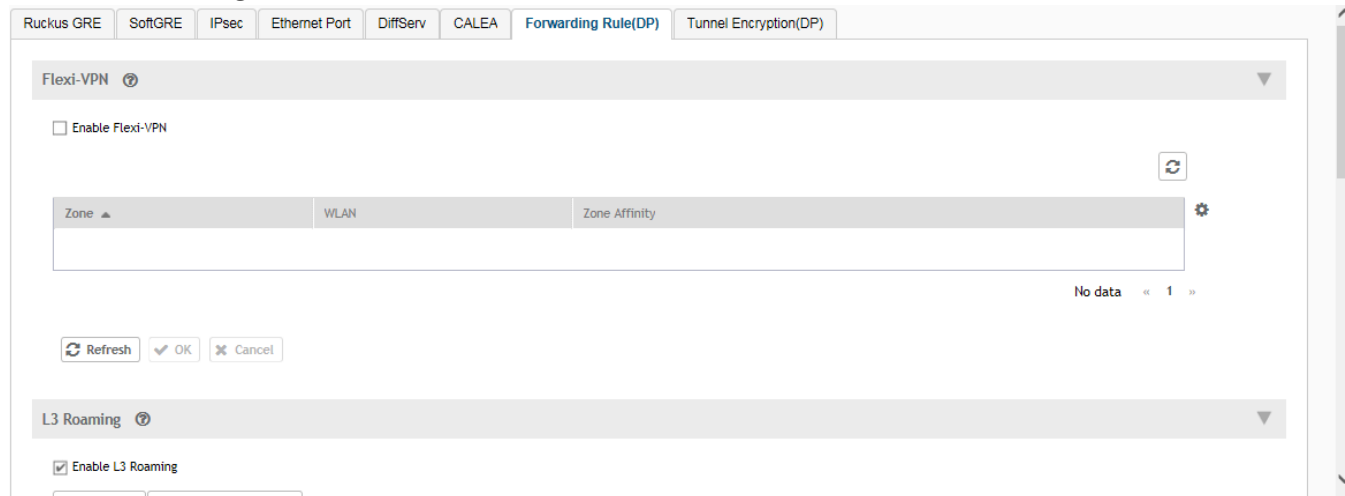 Ruckus GRE SoftGRE IPsec Ethernet Port DiffServ CALEA Forwarding Rule(DP) Tunnel Encryption(DP)
Flexi-VPN
Enable Flexi-VPN
Zone WLAN Zone Affinity
No data « 1 »
Refresh OK Cancel
L3 Roaming
Enable L3 Roaming